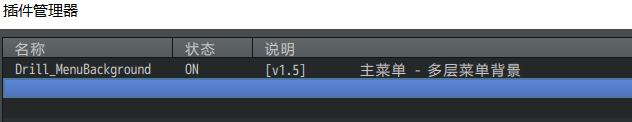 插件管理器
名称 状态 说明
Drill_MenuBackground ON [v1.5] 主菜单 - 多层菜单背景